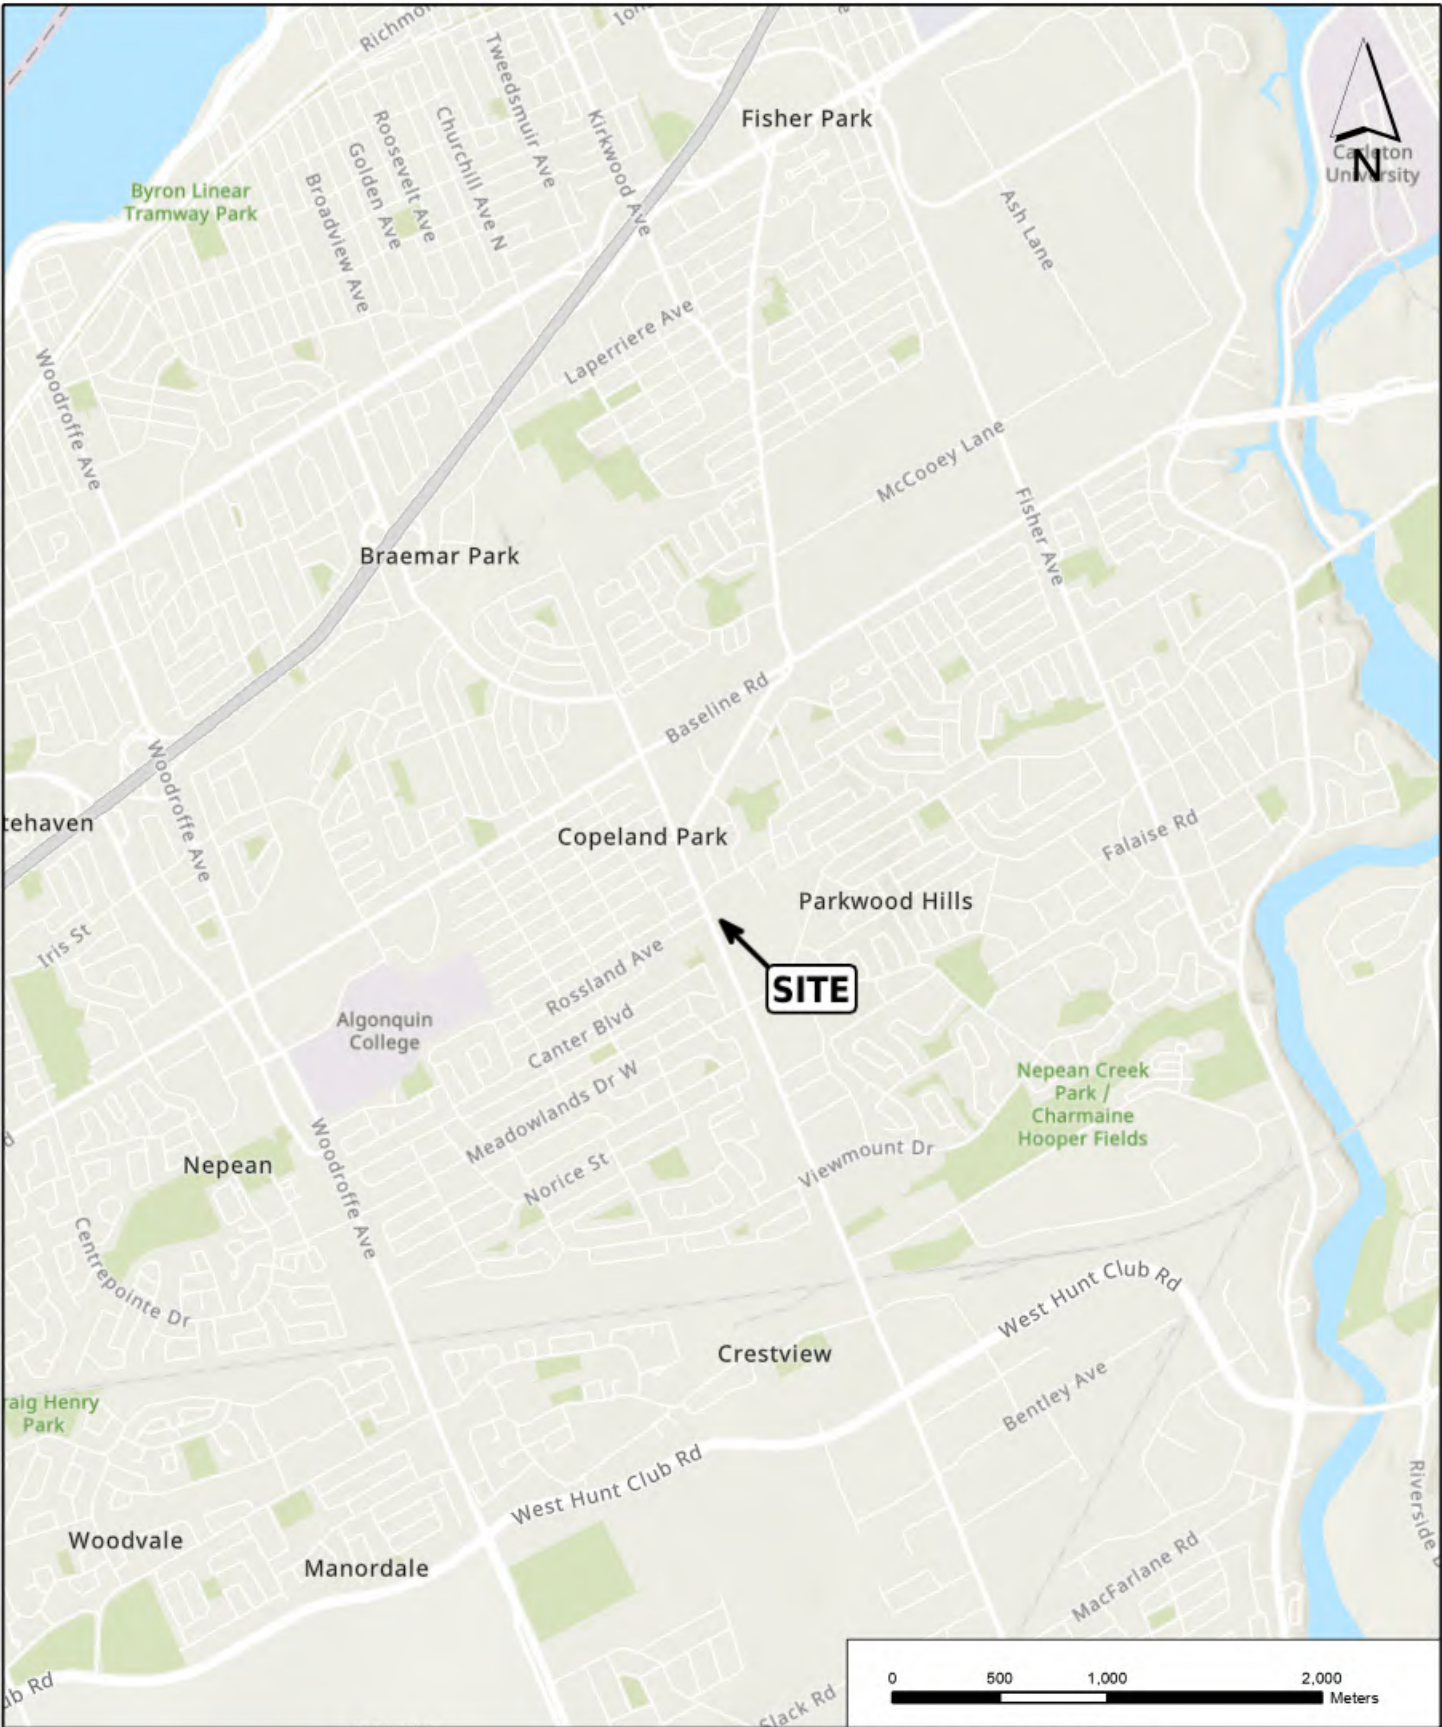 Richmo
Ion
Tweedsmuir Ave
Kirkwood Ave
Churchill Ave N
Roosevelt Ave
Golden Ave
Broadview Ave
Fisher Park
N
Carleton
University
Byron Linear
Tramway Park
Ash Lane
Laperriere Ave
Woodroffe Ave
McCooey Lane
Fisher Ave
Braemar Park
Baseline Rd
Woodroffe Ave
tehaven
Copeland Park
Falaise Rd
Parkwood Hills
Iris St
Rossland Ave
SITE
Algonquin
College
Canter Blvd
Meadowlands Dr W
Nepean Creek
Park /
Charmaine
Hooper Fields
d
Woodroffe Ave
Nepean
Norice St
Viewmount Dr
Centrepointe Dr
West Hunt Club Rd
Crestview
Bentley Ave
raig Henry
Park
West Hunt Club Rd
Riverside D
Woodvale
Manordale
MacFarlane Rd
ub Rd
Slack Rd
0 500 1,000 2,000
Meters